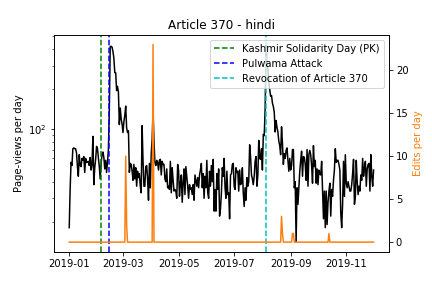 Article 370 - hindi
Kashmir Solidarity Day (PK)
Pulwama Attack
Revocation of Article 370
Page-views per day
10²
Edits per day
20
15
10
5
0
2019-01 2019-03 2019-05 2019-07 2019-09 2019-11